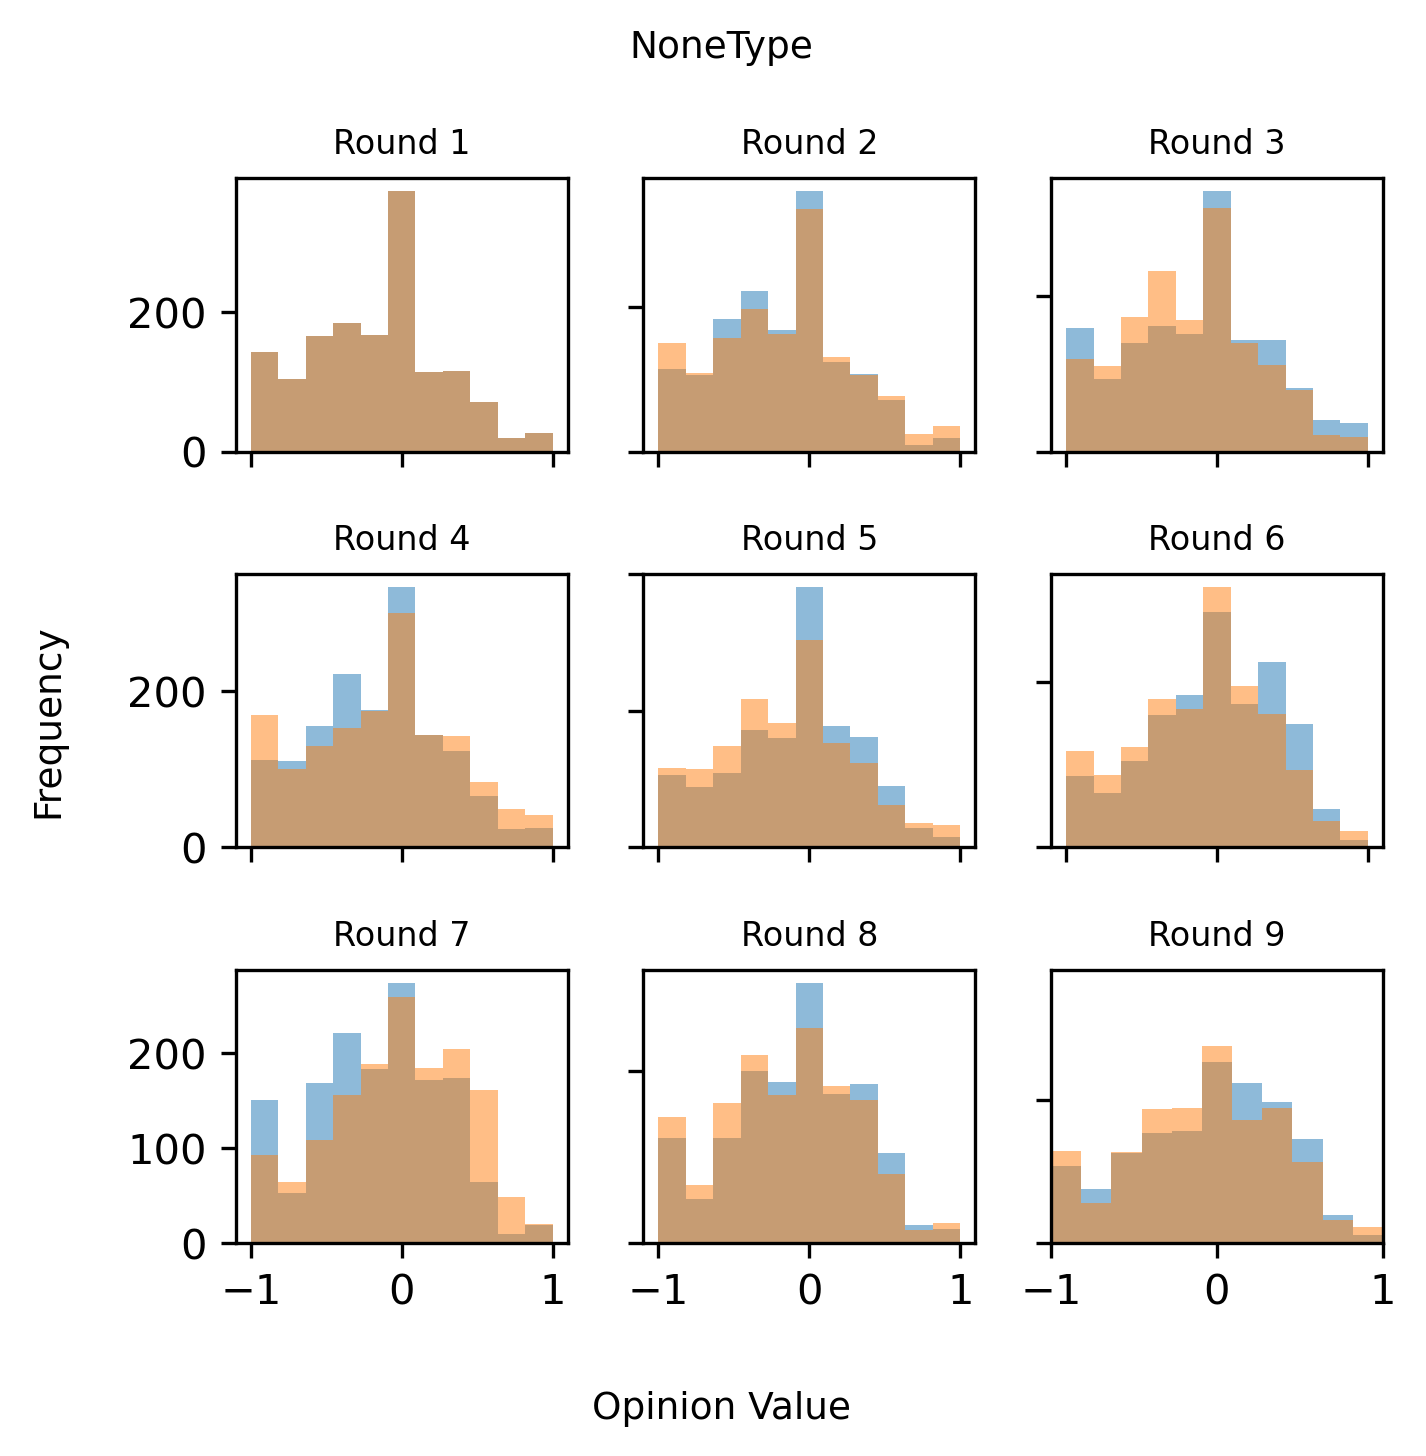 NoneType
Round 1
Round 2
Round 3
200
0
Round 4
Round 5
Round 6
200
0
Frequency
Round 7
Round 8
Round 9
200
100
0
−1 0 1
−1 0 1
−1 0 1
Opinion Value